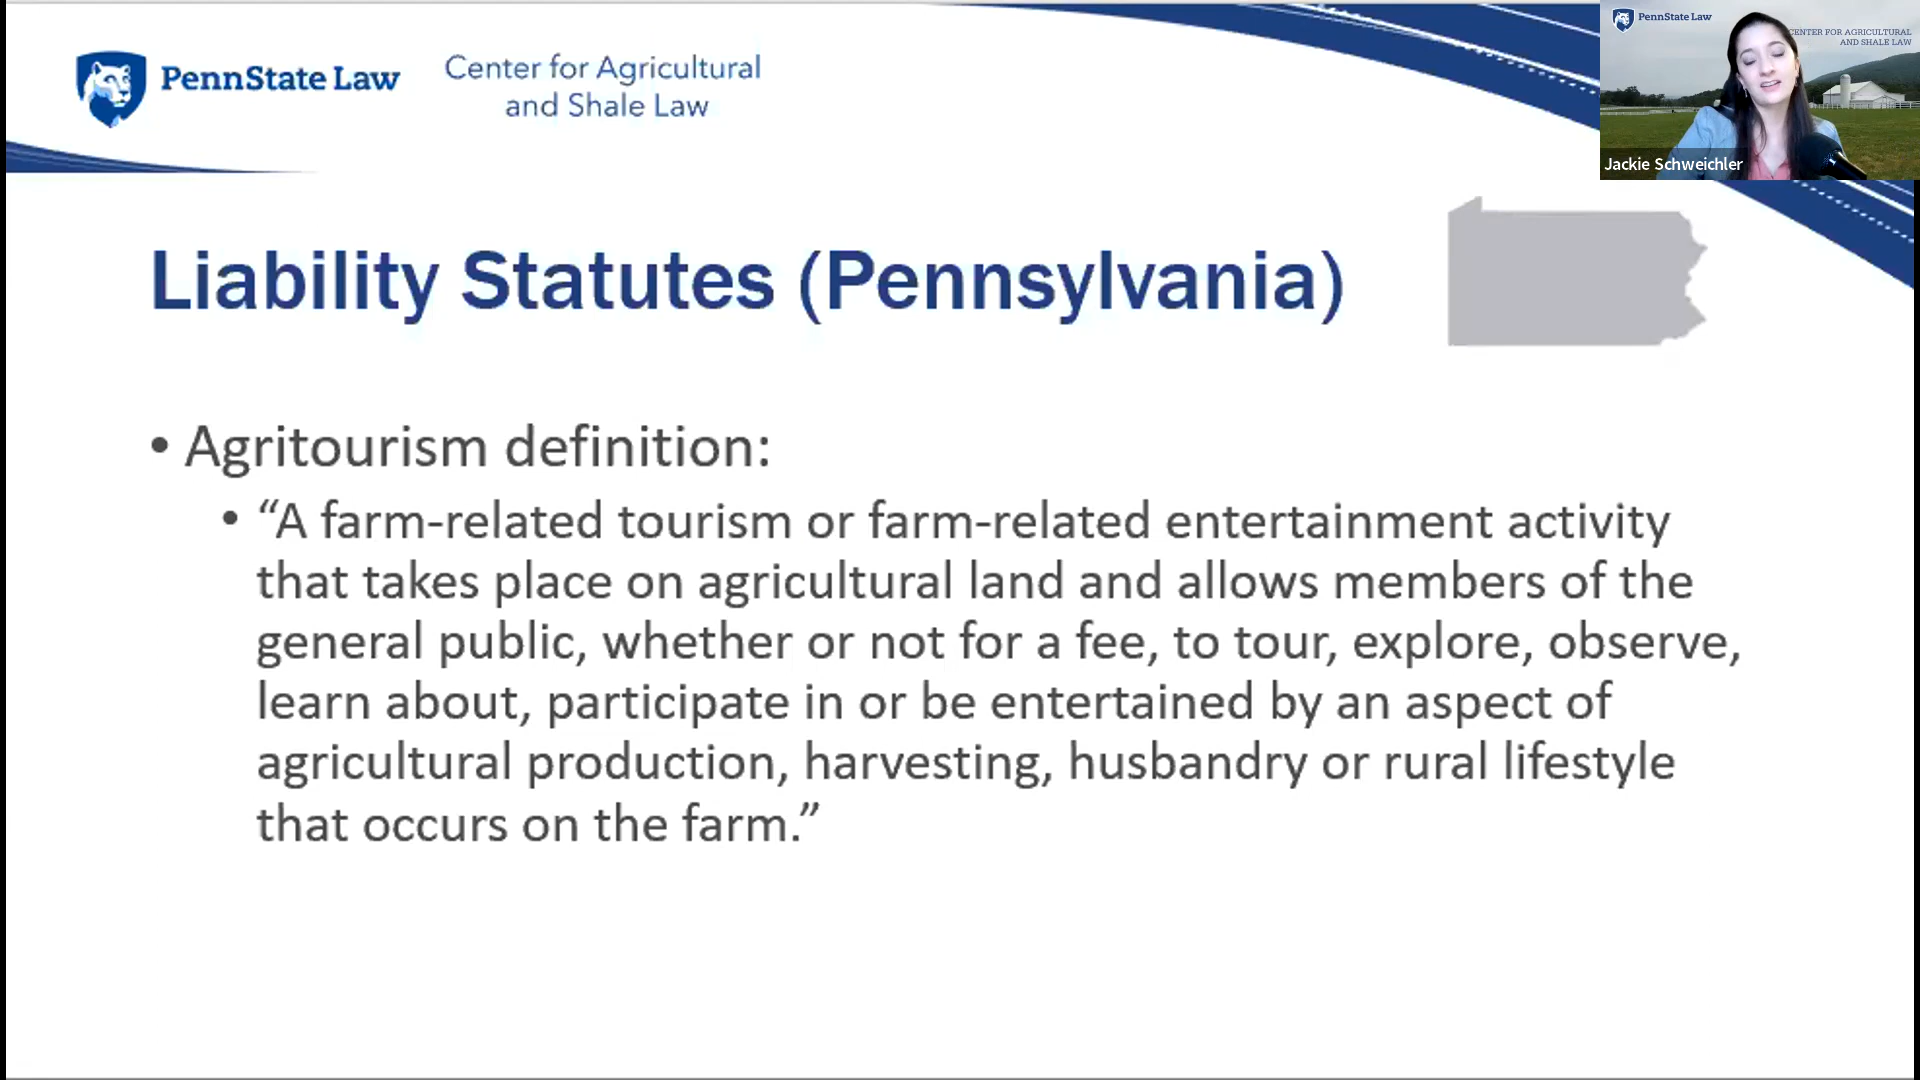 PennState Law
Center for Agricultural
and Shale Law
PennState Law
CENTER FOR AGRICULTURAL
AND SHALE LAW
Jackie Schweichler
Liability Statutes (Pennsylvania)
• Agritourism definition:
• “A farm-related tourism or farm-related entertainment activity
that takes place on agricultural land and allows members of the
general public, whether or not for a fee, to tour, explore, observe,
learn about, participate in or be entertained by an aspect of
agricultural production, harvesting, husbandry or rural lifestyle
that occurs on the farm.”